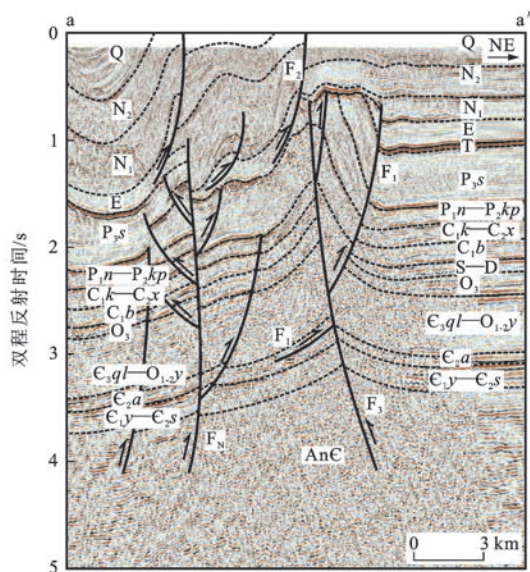 a a′
0
Q
Q NE
F₂
N₂
N₂
N₁
1
E
T
N₁
F₁
E
P₃s
P₃s
2
P₁n—P₂kp
C₁k—C₂x
P₁n—P₂kp
C₁b
C₁k—C₂x
S—D
C₁b
O₃
O₃
双程反射时间/s
Є₃ql—O₁₋₂y
3
F₁
Є₃ql—O₁₋₂y
Є₂a
Є₂a
Є₁y—Є₂s
Є₁y—Є₂s
F₃
F_N
AnЄ
4
0 3 km
5